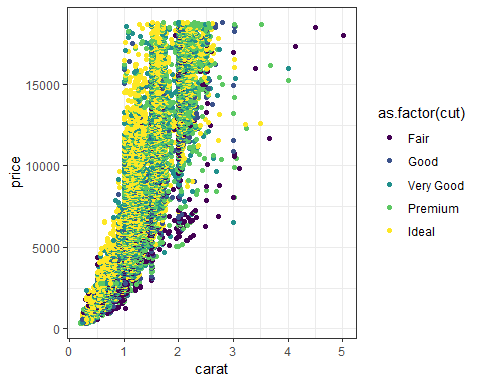 price
15000
10000
5000
0
0
1
2
3
4
5
carat
as.factor(cut)
Fair
Good
Very Good
Premium
Ideal